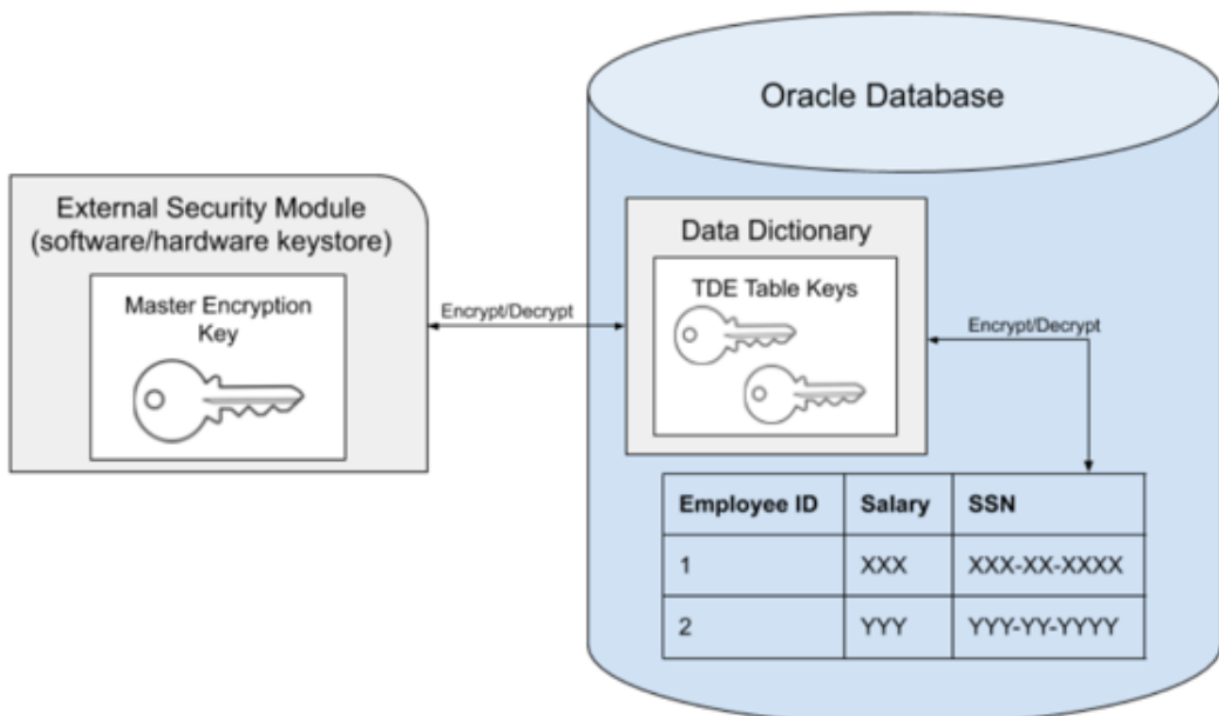 Oracle Database
External Security Module
(software/hardware keystore)
Master Encryption
Key
Encrypt/Decrypt
Data Dictionary
TDE Table Keys
Encrypt/Decrypt
Employee ID Salary SSN
1 XXX XXX-XX-XXXX
2 YYY YYY-YY-YYYY